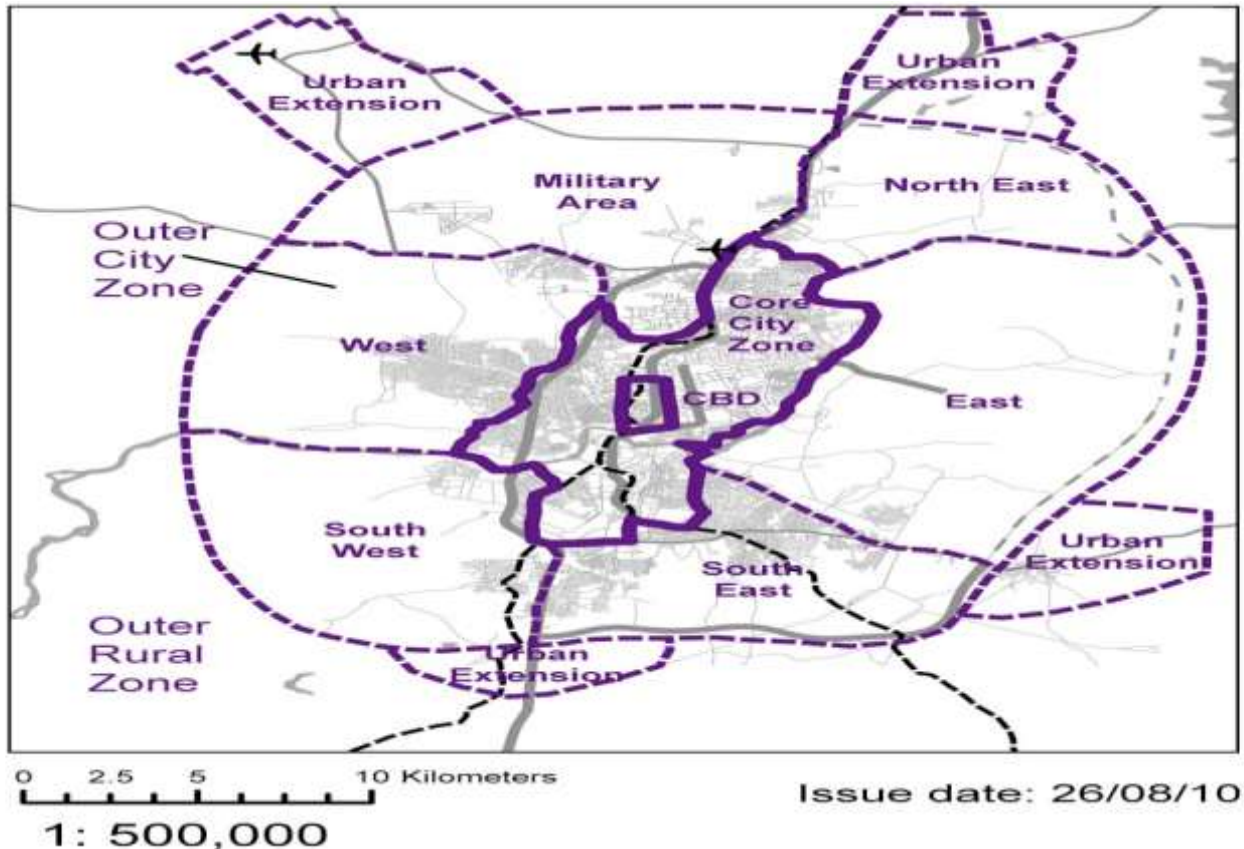 Urban
Extension
Urban
Extension
Military
Area
North East
Outer
City
Zone
Core
City
Zone
West
CBD
East
South
West
Urban
Extension
South
East
Outer
Rural
Zone
Urban
Extension
0 2.5 5 10 Kilometers
1: 500,000
Issue date: 26/08/10